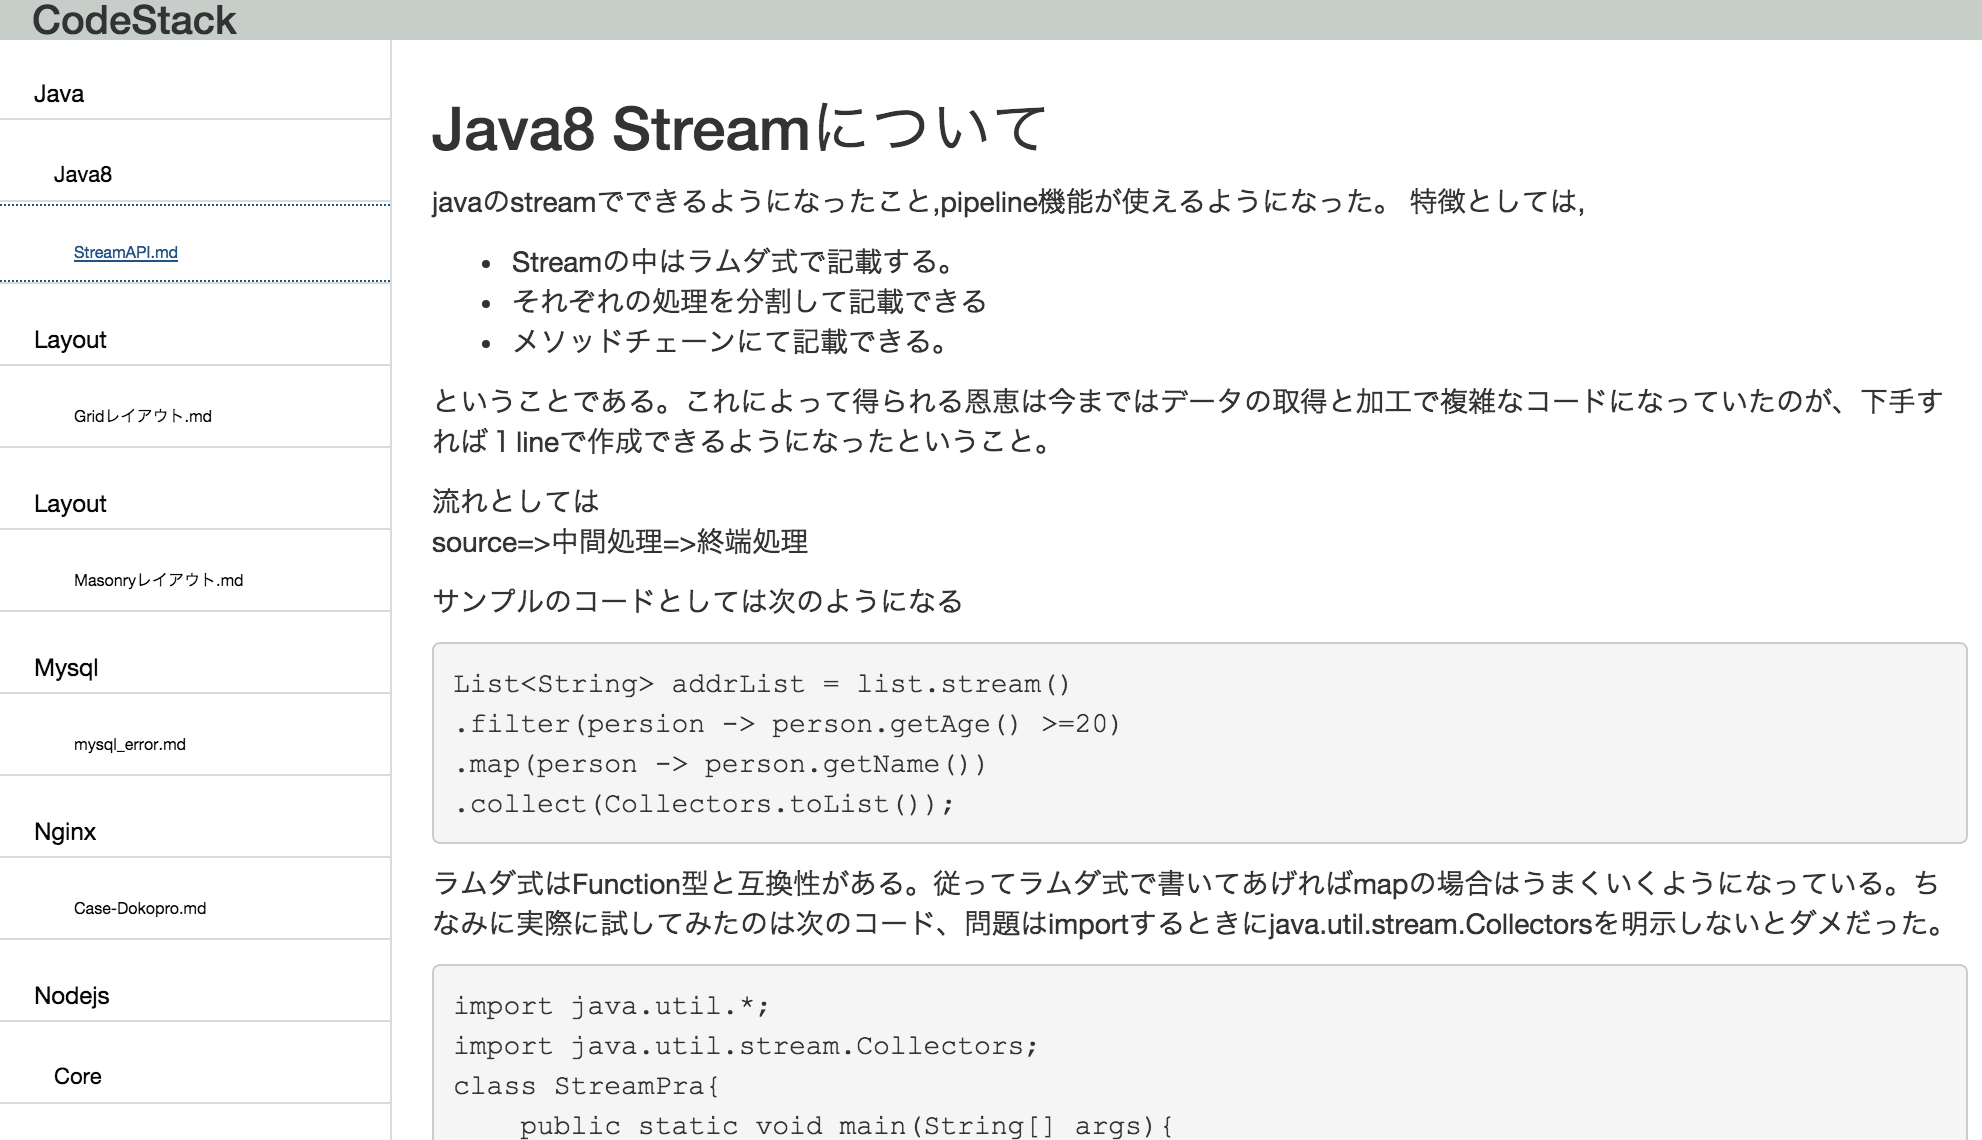 CodeStack
Java
Java8
StreamAPI.md
Layout
Gridレイアウト.md
Layout
Masonryレイアウト.md
Mysql
mysql_error.md
Nginx
Case-Dokopro.md
Nodejs
Core
Java8 Streamについて
javaのstreamでできるようになったこと,pipeline機能が使えるようになった。 特徴としては,
• Streamの中はラムダ式で記載する。
• それぞれの処理を分割して記載できる
• メソッドチェーンにて記載できる。
ということである。これによって得られる恩恵は今まではデータの取得と加工で複雑なコードになっていたのが、下手す
れば１lineで作成できるようになったということ。
流れとしては
source=>中間処理=>終端処理
サンプルのコードとしては次のようになる
List<String> addrList = list.stream()
.filter(persion -> person.getAge() >=20)
.map(person -> person.getName())
.collect(Collectors.toList());
ラムダ式はFunction型と互換性がある。従ってラムダ式で書いてあげればmapの場合はうまくいくようになっている。ち
なみに実際に試してみたのは次のコード、問題はimportするときにjava.util.stream.Collectorsを明示しないとダメだった。
import java.util.*;
import java.util.stream.Collectors;
class StreamPra{
    public static void main(String[] args){